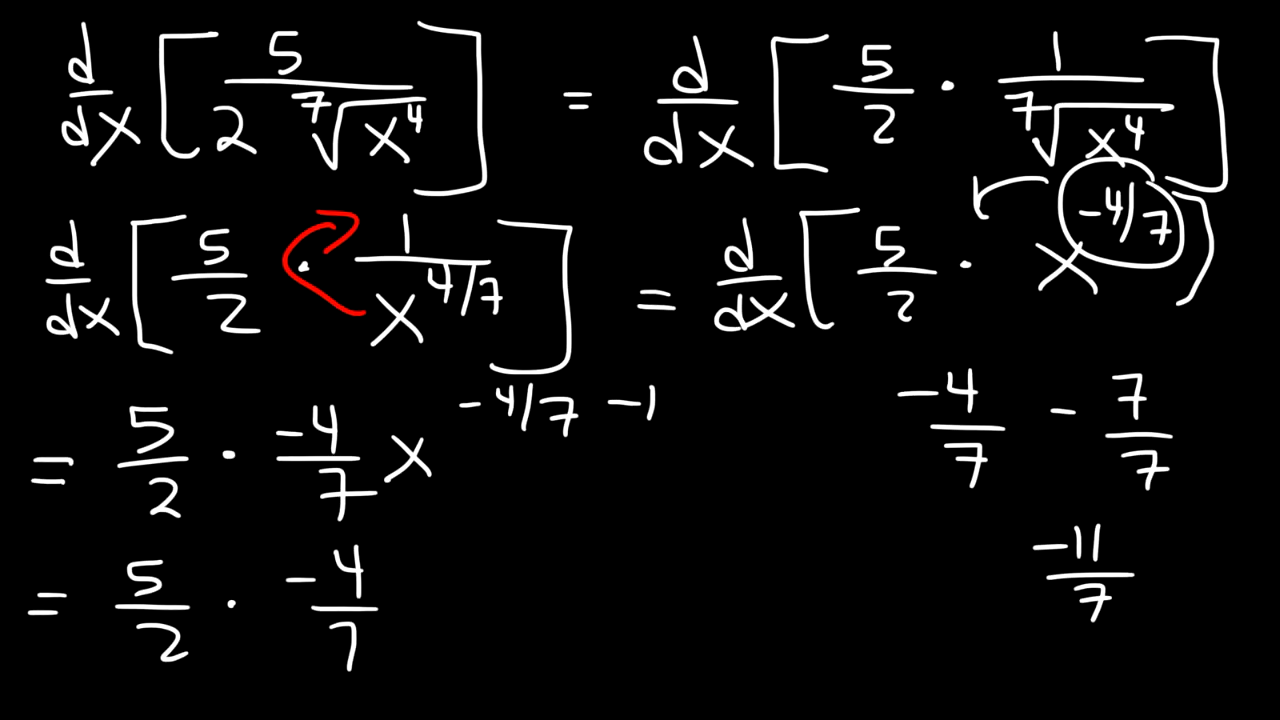 d/dx [5 / 2 ⁷√x⁴] = d/dx [5/2 · 1/⁷√x⁴]
d/dx [5/2 · 1/x^4/7] = d/dx [5/2 · x^-4/7)
= 5/2 · -4/7 x^-4/7 -1
-4/7 - 7/7
= 5/2 · -4/7
-11/7